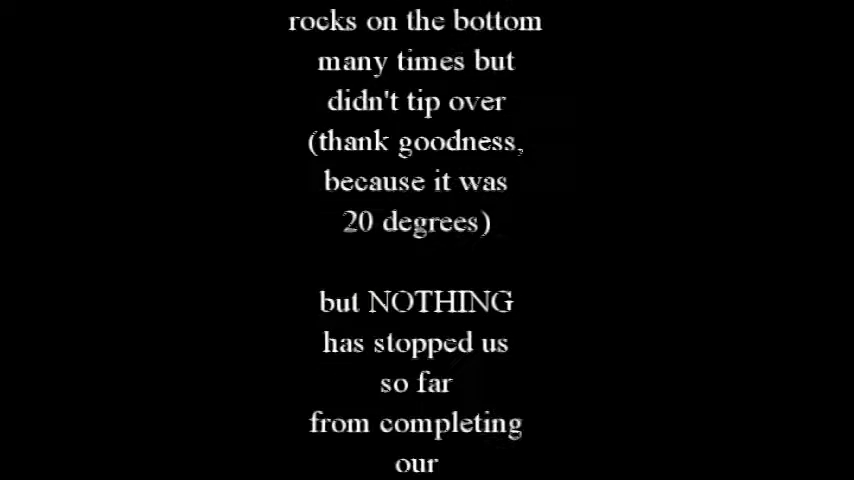 rocks on the bottom
many times but
didn't tip over
(thank goodness,
because it was
20 degrees)
but NOTHING
has stopped us
so far
from completing
our